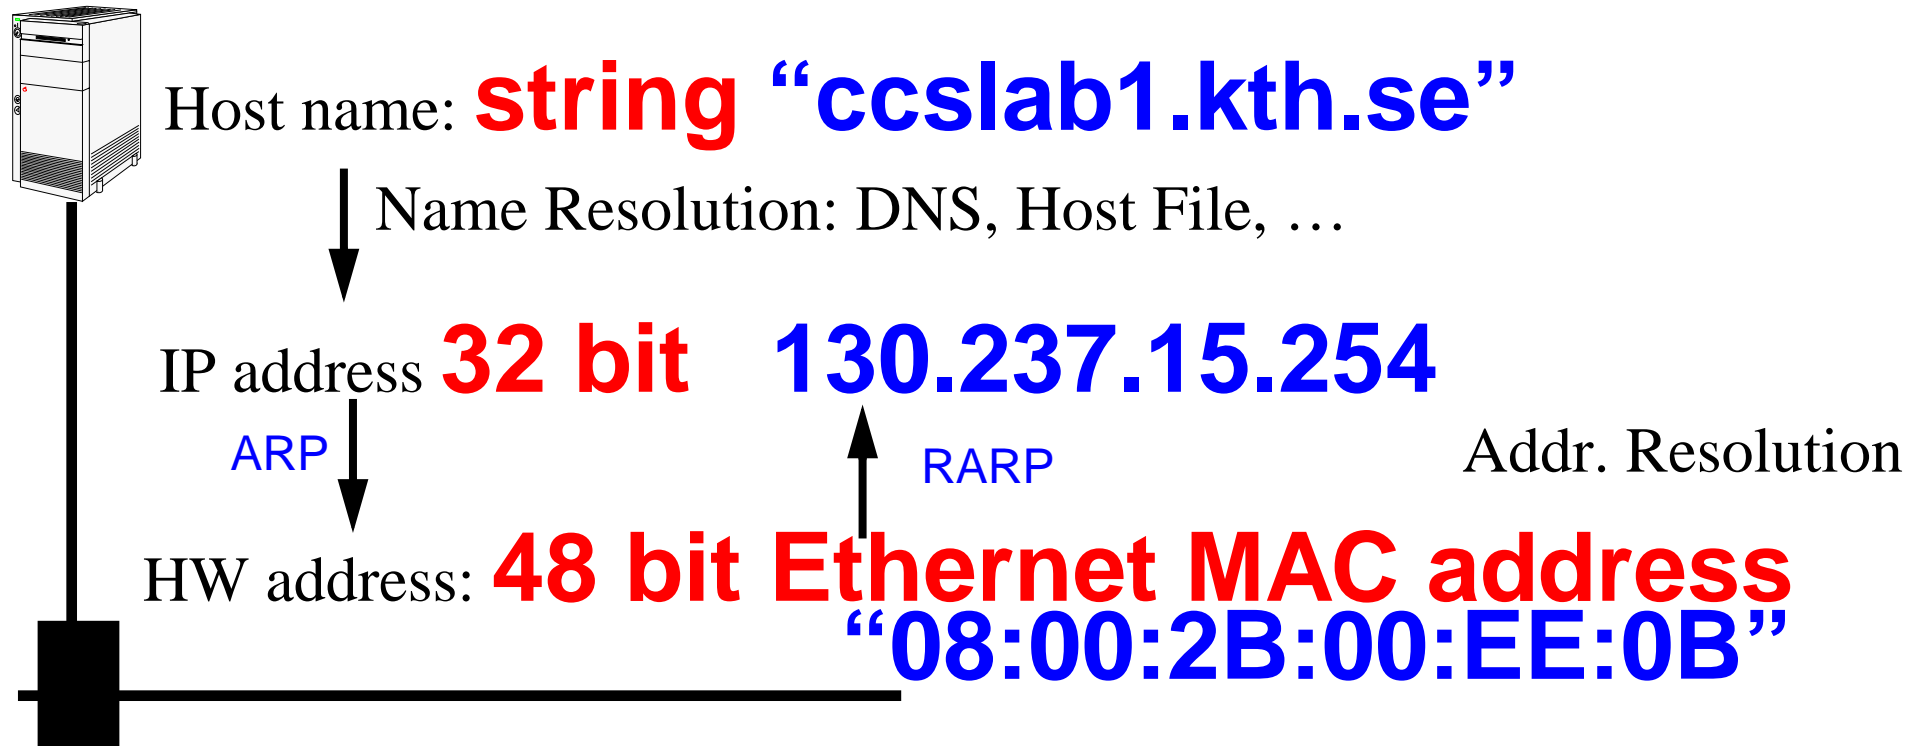 Host name: string “ccslab1.kth.se”
Name Resolution: DNS, Host File, …
IP address 32 bit 130.237.15.254
ARP
RARP
Addr. Resolution
HW address: 48 bit Ethernet MAC address
“08:00:2B:00:EE:0B”